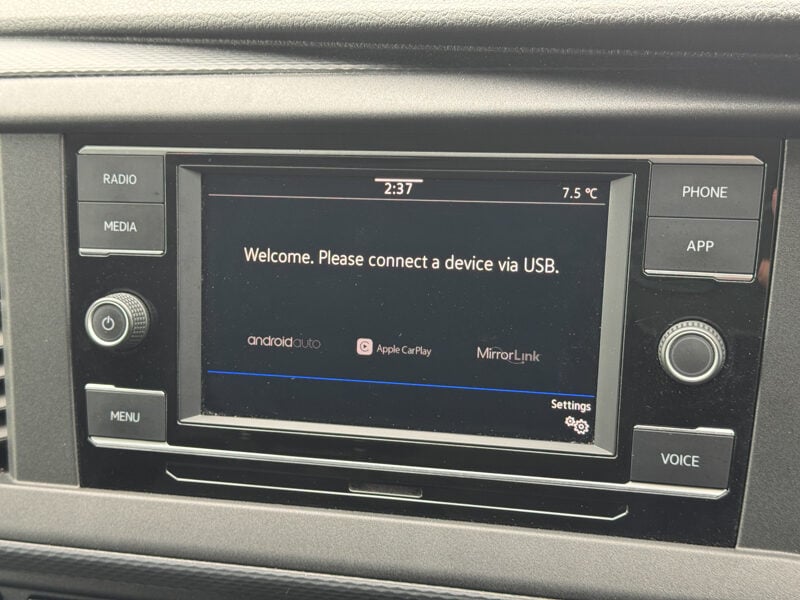 RADIO
MEDIA
MENU
2:37
7.5 °C
Welcome. Please connect a device via USB.
androidauto
Apple CarPlay
MirrorLink
Settings
PHONE
APP
VOICE